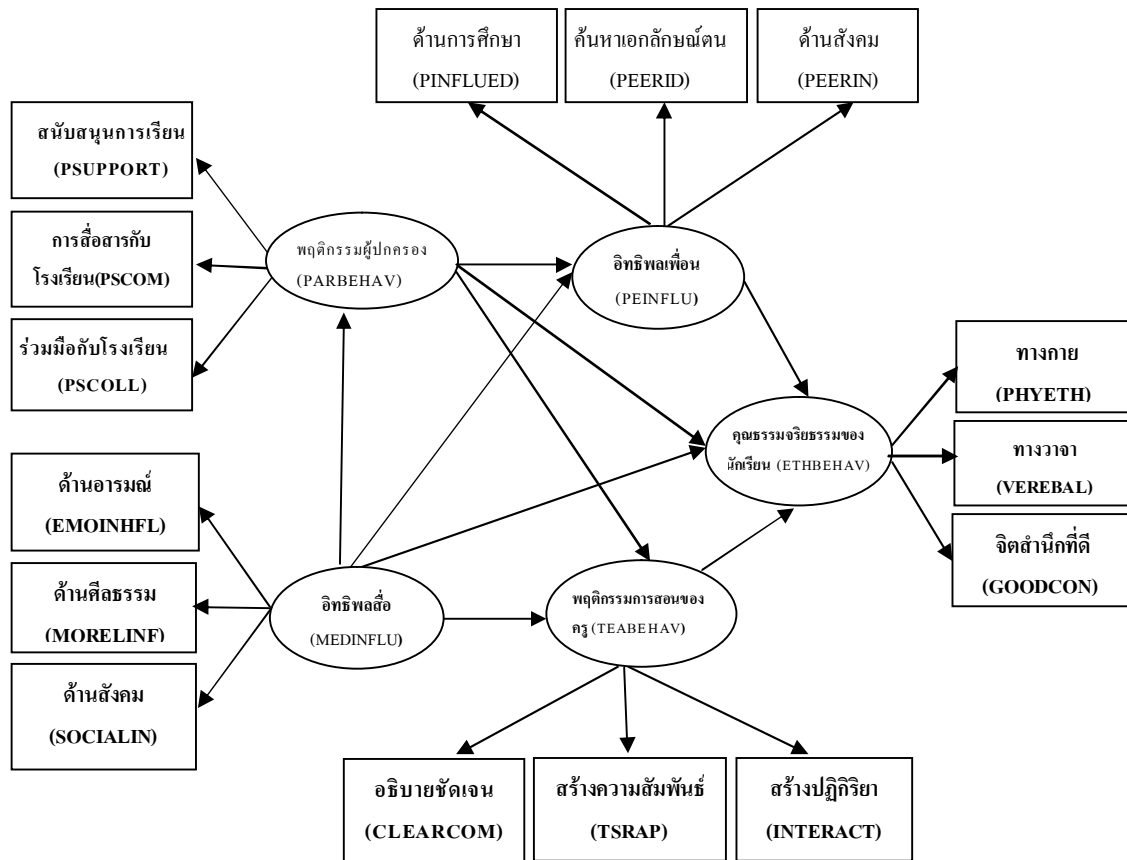 ด้านการศึกษา
(PINFLUED)
ค้นหาเอกลักษณ์ตน
(PEERID)
ด้านสังคม
(PEERIN)
สนับสนุนการเรียน
(PSUPPORT)
การสื่อสารกับ
โรงเรียน(PSCOM)
ร่วมมือกับโรงเรียน
(PSCOLL)
พฤติกรรมผู้ปกครอง
(PARBEHAV)
อิทธิพลเพื่อน
(PEINFLU)
ทางกาย
(PHYETH)
ทางวาจา
(VEREBAL)
จิตสำนึกที่ดี
(GOODCON)
คุณธรรมจริยธรรมของ
นักเรียน (ETHBEHAV)
ด้านอารมณ์
(EMOINHFL)
ด้านศีลธรรม
(MORELINF)
ด้านสังคม
(SOCIALIN)
อิทธิพลสื่อ
(MEDINFLU)
พฤติกรรมการสอนของ
ครู (TEABEHAV)
อธิบายชัดเจน
(CLEARCOM)
สร้างความสัมพันธ์
(TSRAP)
สร้างปฏิกิริยา
(INTERACT)